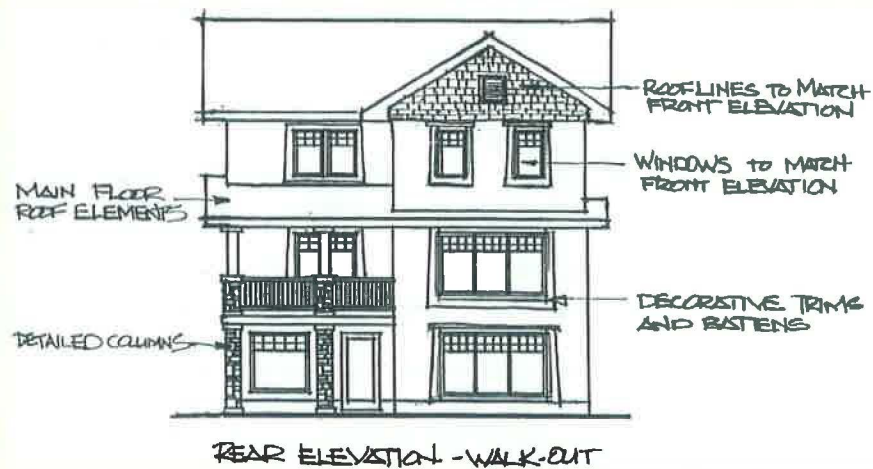 ROOFLINES TO MATCH
FRONT ELEVATION
WINDOWS TO MATCH
FRONT ELEVATION
MAIN FLOOR
ROOF ELEMENTS
DECORATIVE TRIMS
AND BATTENS
DETAILED COLUMNS
REAR ELEVATION - WALK-OUT